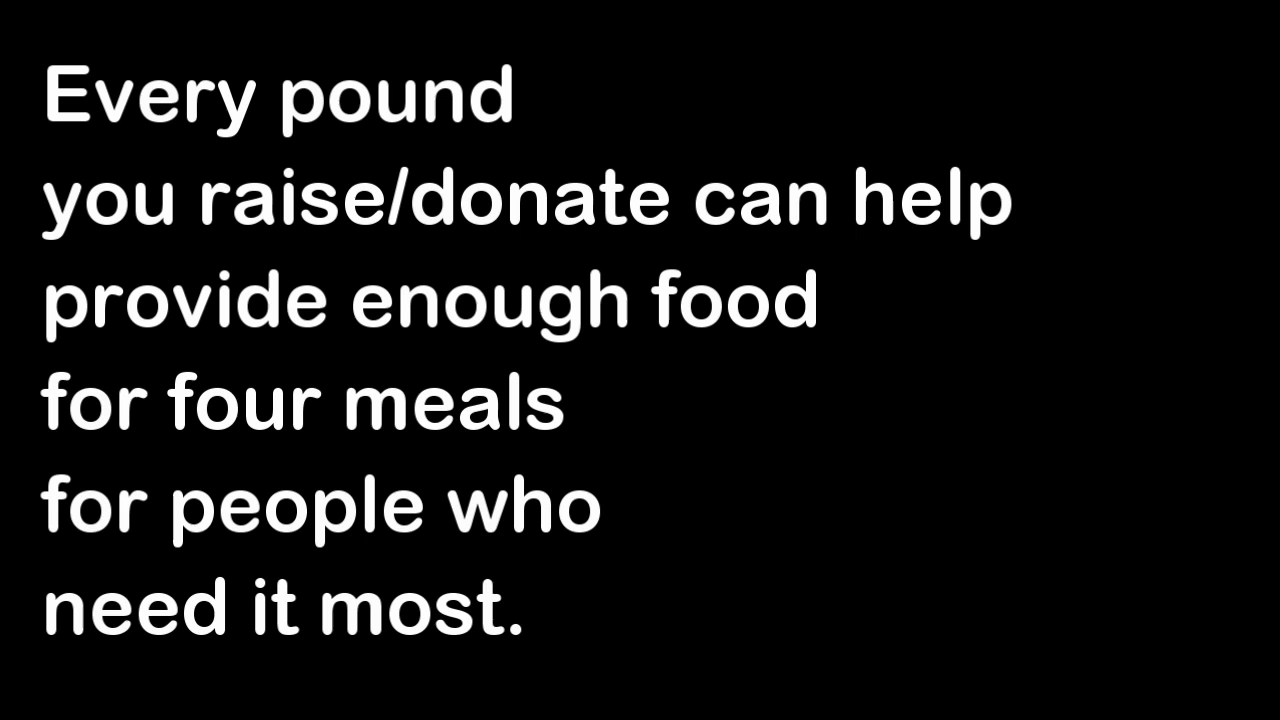 Every pound
you raise/donate can help
provide enough food
for four meals
for people who
need it most.